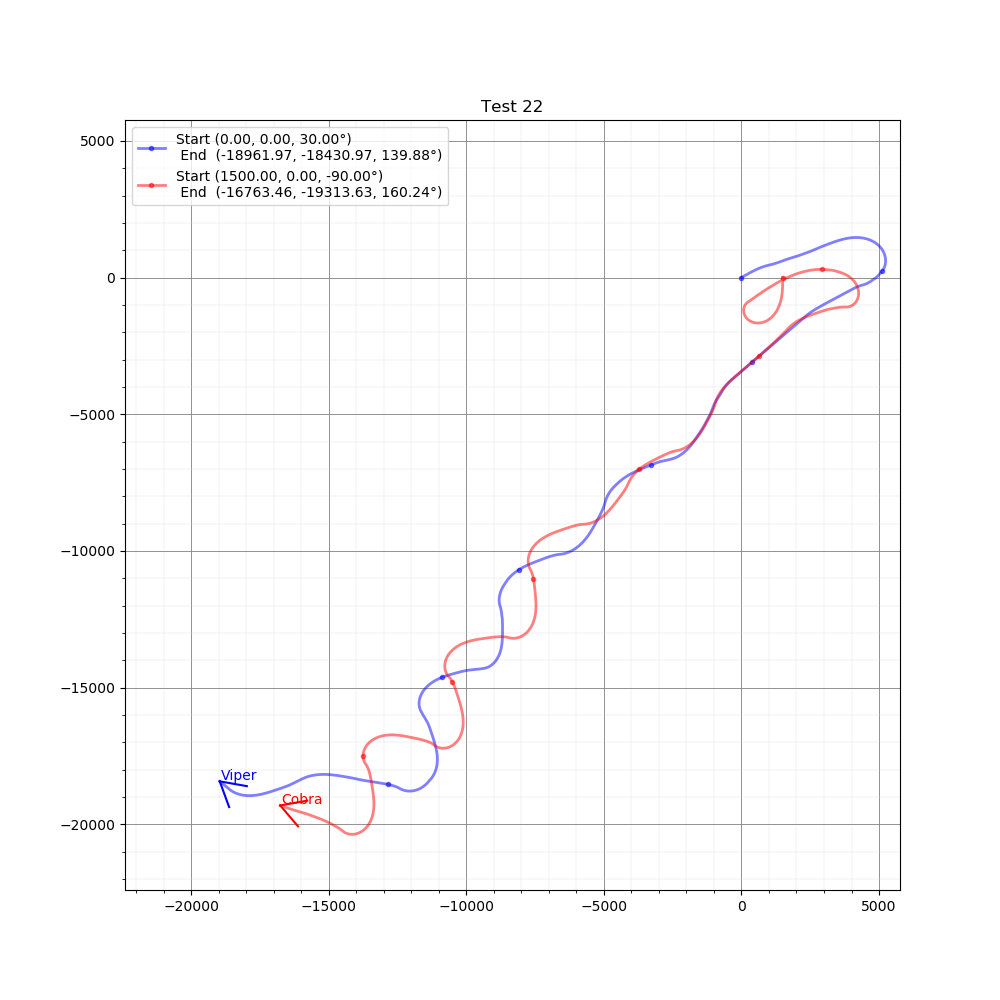 Test 22
Start (0.00, 0.00, 30.00°)
End (-18961.97, -18430.97, 139.88°)
Start (1500.00, 0.00, -90.00°)
End (-16763.46, -19313.63, 160.24°)
5000
0
−5000
−10000
−15000
−20000
Viper
Cobra
−20000 −15000 −10000 −5000 0 5000